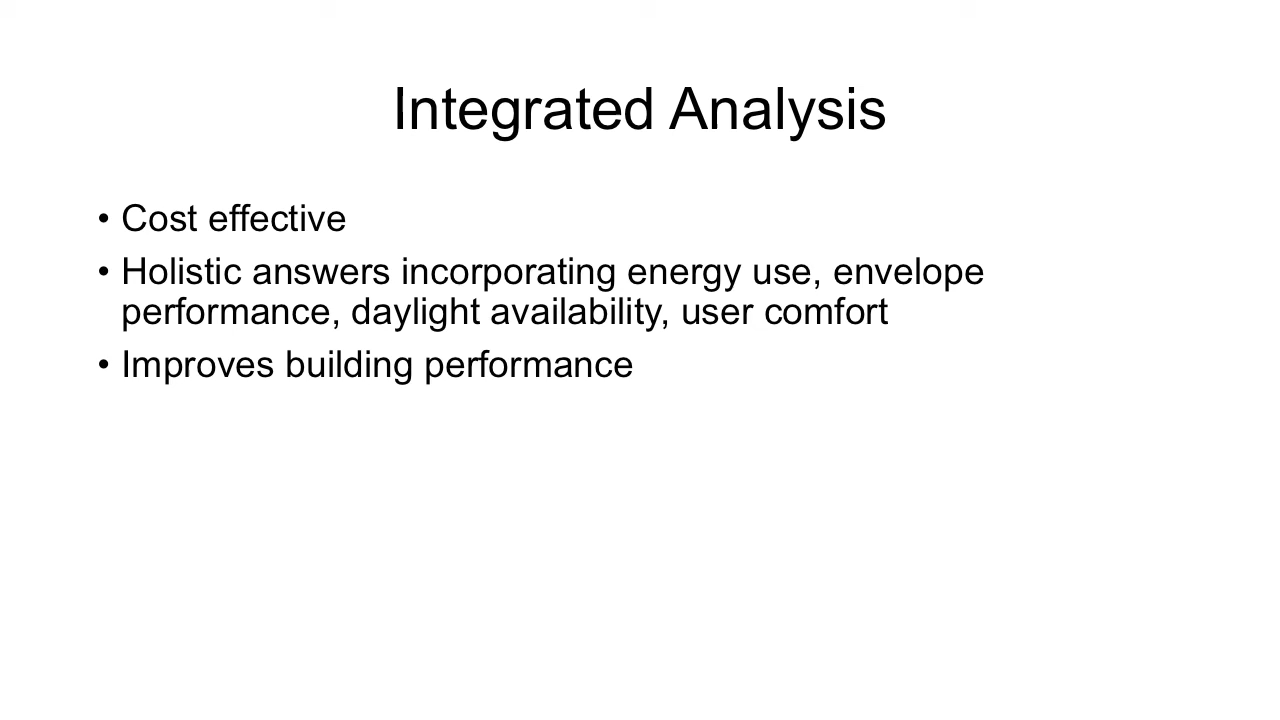 Integrated Analysis
• Cost effective
• Holistic answers incorporating energy use, envelope
performance, daylight availability, user comfort
• Improves building performance